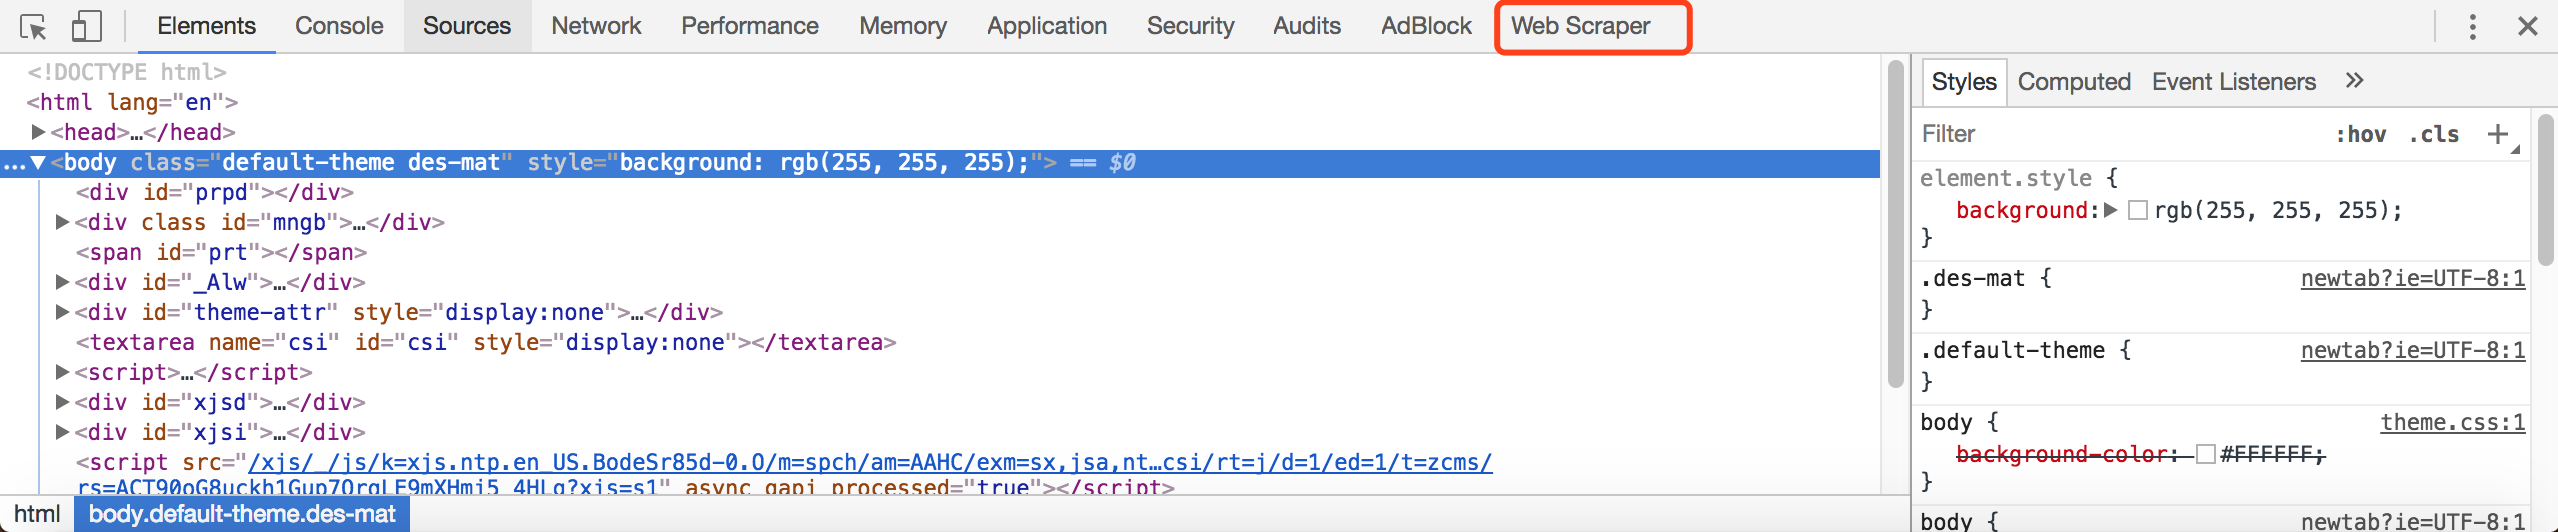 Elements Console Sources Network Performance Memory Application Security Audits AdBlock Web Scraper
<!DOCTYPE html>
<html lang="en">
<head>…</head>
…<body class="default-theme des-mat" style="background: rgb(255, 255, 255);"> == $0
<div id="prpd"></div>
<div class id="mngb">…</div>
<span id="prt"></span>
<div id="_Alw">…</div>
<div id="theme-attr" style="display:none">…</div>
<textarea name="csi" id="csi" style="display:none"></textarea>
<script>…</script>
<div id="xjsd">…</div>
<div id="xjsi">…</div>
<script src="/xjs/_/js/k=xjs.ntp.en_US.BodeSr85d-0.O/m=spch/am=AAHC/exm=sx,jsa,nt…csi/rt=j/d=1/ed=1/t=zcms/
async gapi_processed="true"></script>
html body.default-theme.des-mat
Styles Computed Event Listeners »
Filter :hov .cls +
element.style {
background: rgb(255, 255, 255);
}
.des-mat { newtab?ie=UTF-8:1
}
.default-theme { newtab?ie=UTF-8:1
}
body { theme.css:1
background-color: #FFFFFF;
}
body { newtab?ie=UTF-8:1